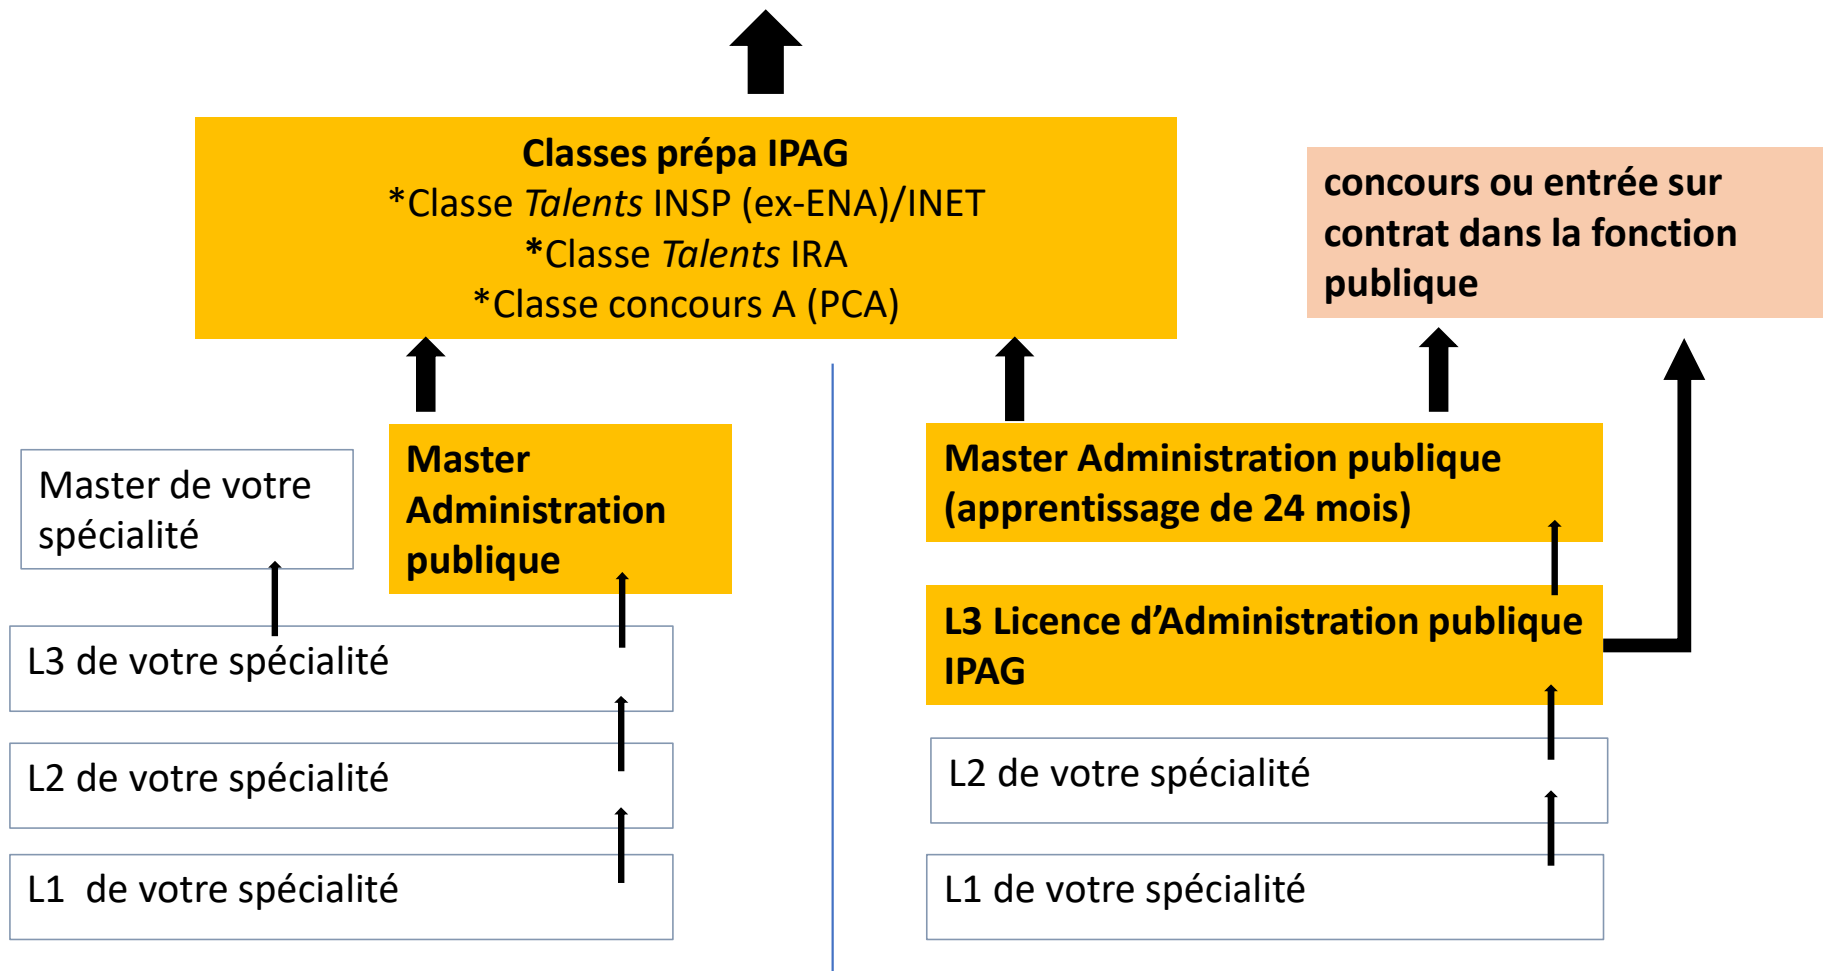 Classes prépa IPAG
*Classe Talents INSP (ex-ENA)/INET
*Classe Talents IRA
*Classe concours A (PCA)
concours ou entrée sur
contrat dans la fonction
publique
Master de votre
spécialité
Master
Administration
publique
L3 de votre spécialité
L2 de votre spécialité
L1  de votre spécialité
Master Administration publique
(apprentissage de 24 mois)
L3 Licence d’Administration publique
IPAG
L2 de votre spécialité
L1 de votre spécialité